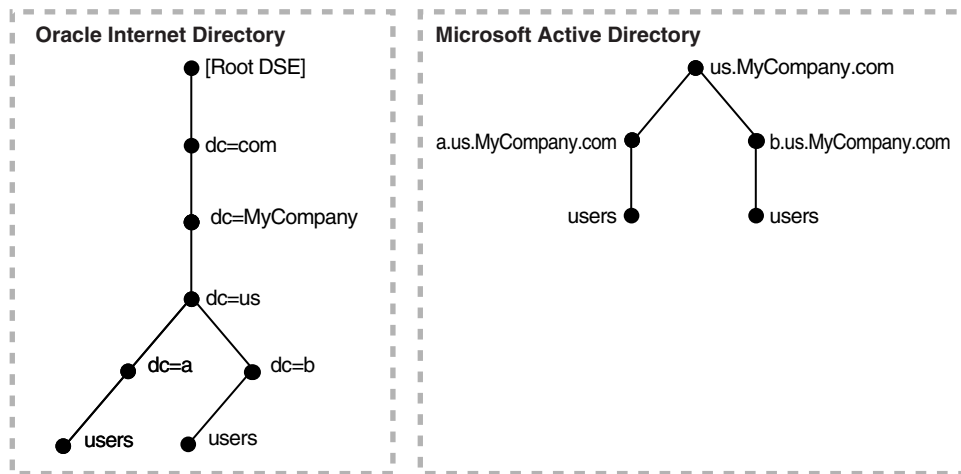 Oracle Internet Directory
[Root DSE]
dc=com
dc=MyCompany
dc=us
dc=a
dc=b
users
users
Microsoft Active Directory
us.MyCompany.com
a.us.MyCompany.com
b.us.MyCompany.com
users
users